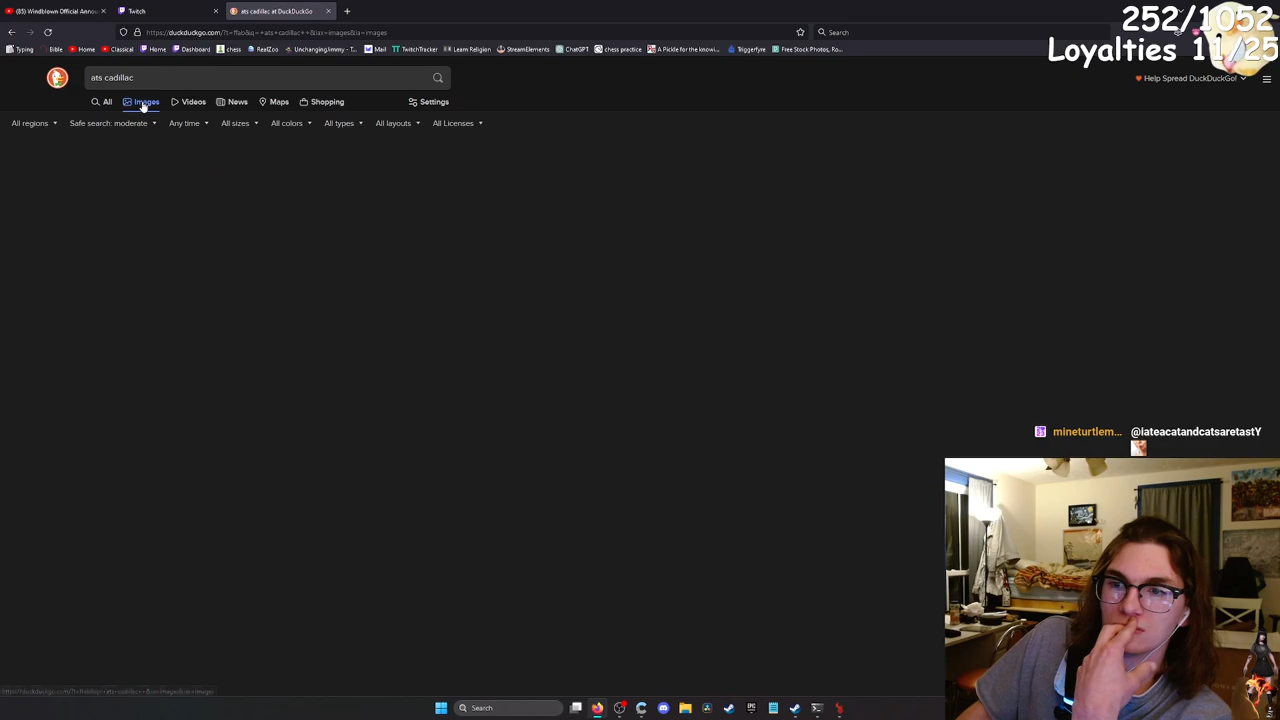 (85) Windblown Official Annou
Twitch
ats cadillac at DuckDuckGo
252/1052
https://duckduckgo.com/?t=ffab&q=ats+cadillac++&iax=images&ia=images
Search
Typing Bible Home Classical Home Dashboard chess RealZoo UnchangingJimmy - T... Mail TwitchTracker Learn Religion StreamElements ChatGPT chess practice A Pickle for the knowi... Triggerfyre Free Stock Photos, Ro...
Loyalties 11/25
ats cadillac
Help Spread DuckDuckGo!
All Images Videos News Maps Shopping Settings
All regions Safe search: moderate Any time All sizes All colors All types All layouts All Licenses
mineturtlem... @iateacatandcatsaretastY
Search